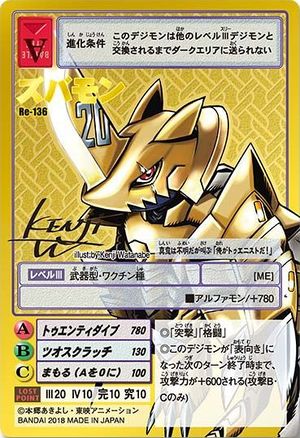 V
BATTLE
進化条件
このデジモンは他のレベルⅢデジモンと
交換されるまでダークエリアに送られない
ズバモン
Re-136
20
KENJI
W
illust:by Kenji Watanabe
真意は不明だが叫ぶ「俺がトゥエニストだ!」
レベルⅢ 武器型・ワクチン種 [ME]
■アルファモン/+780
A トゥエンティダイブ 780
B ツオスクラッチ 130
C まもる(Aを0に) 100
LOST POINT Ⅲ20 Ⅳ10 完10 究10
○「突撃」「格闘」
○このデジモンが「表向き」に
なった次のターン終了時まで、
攻撃力が+600される(攻撃B・
Cのみ)
©本郷あきよし・東映アニメーション
BANDAI 2018 MADE IN JAPAN